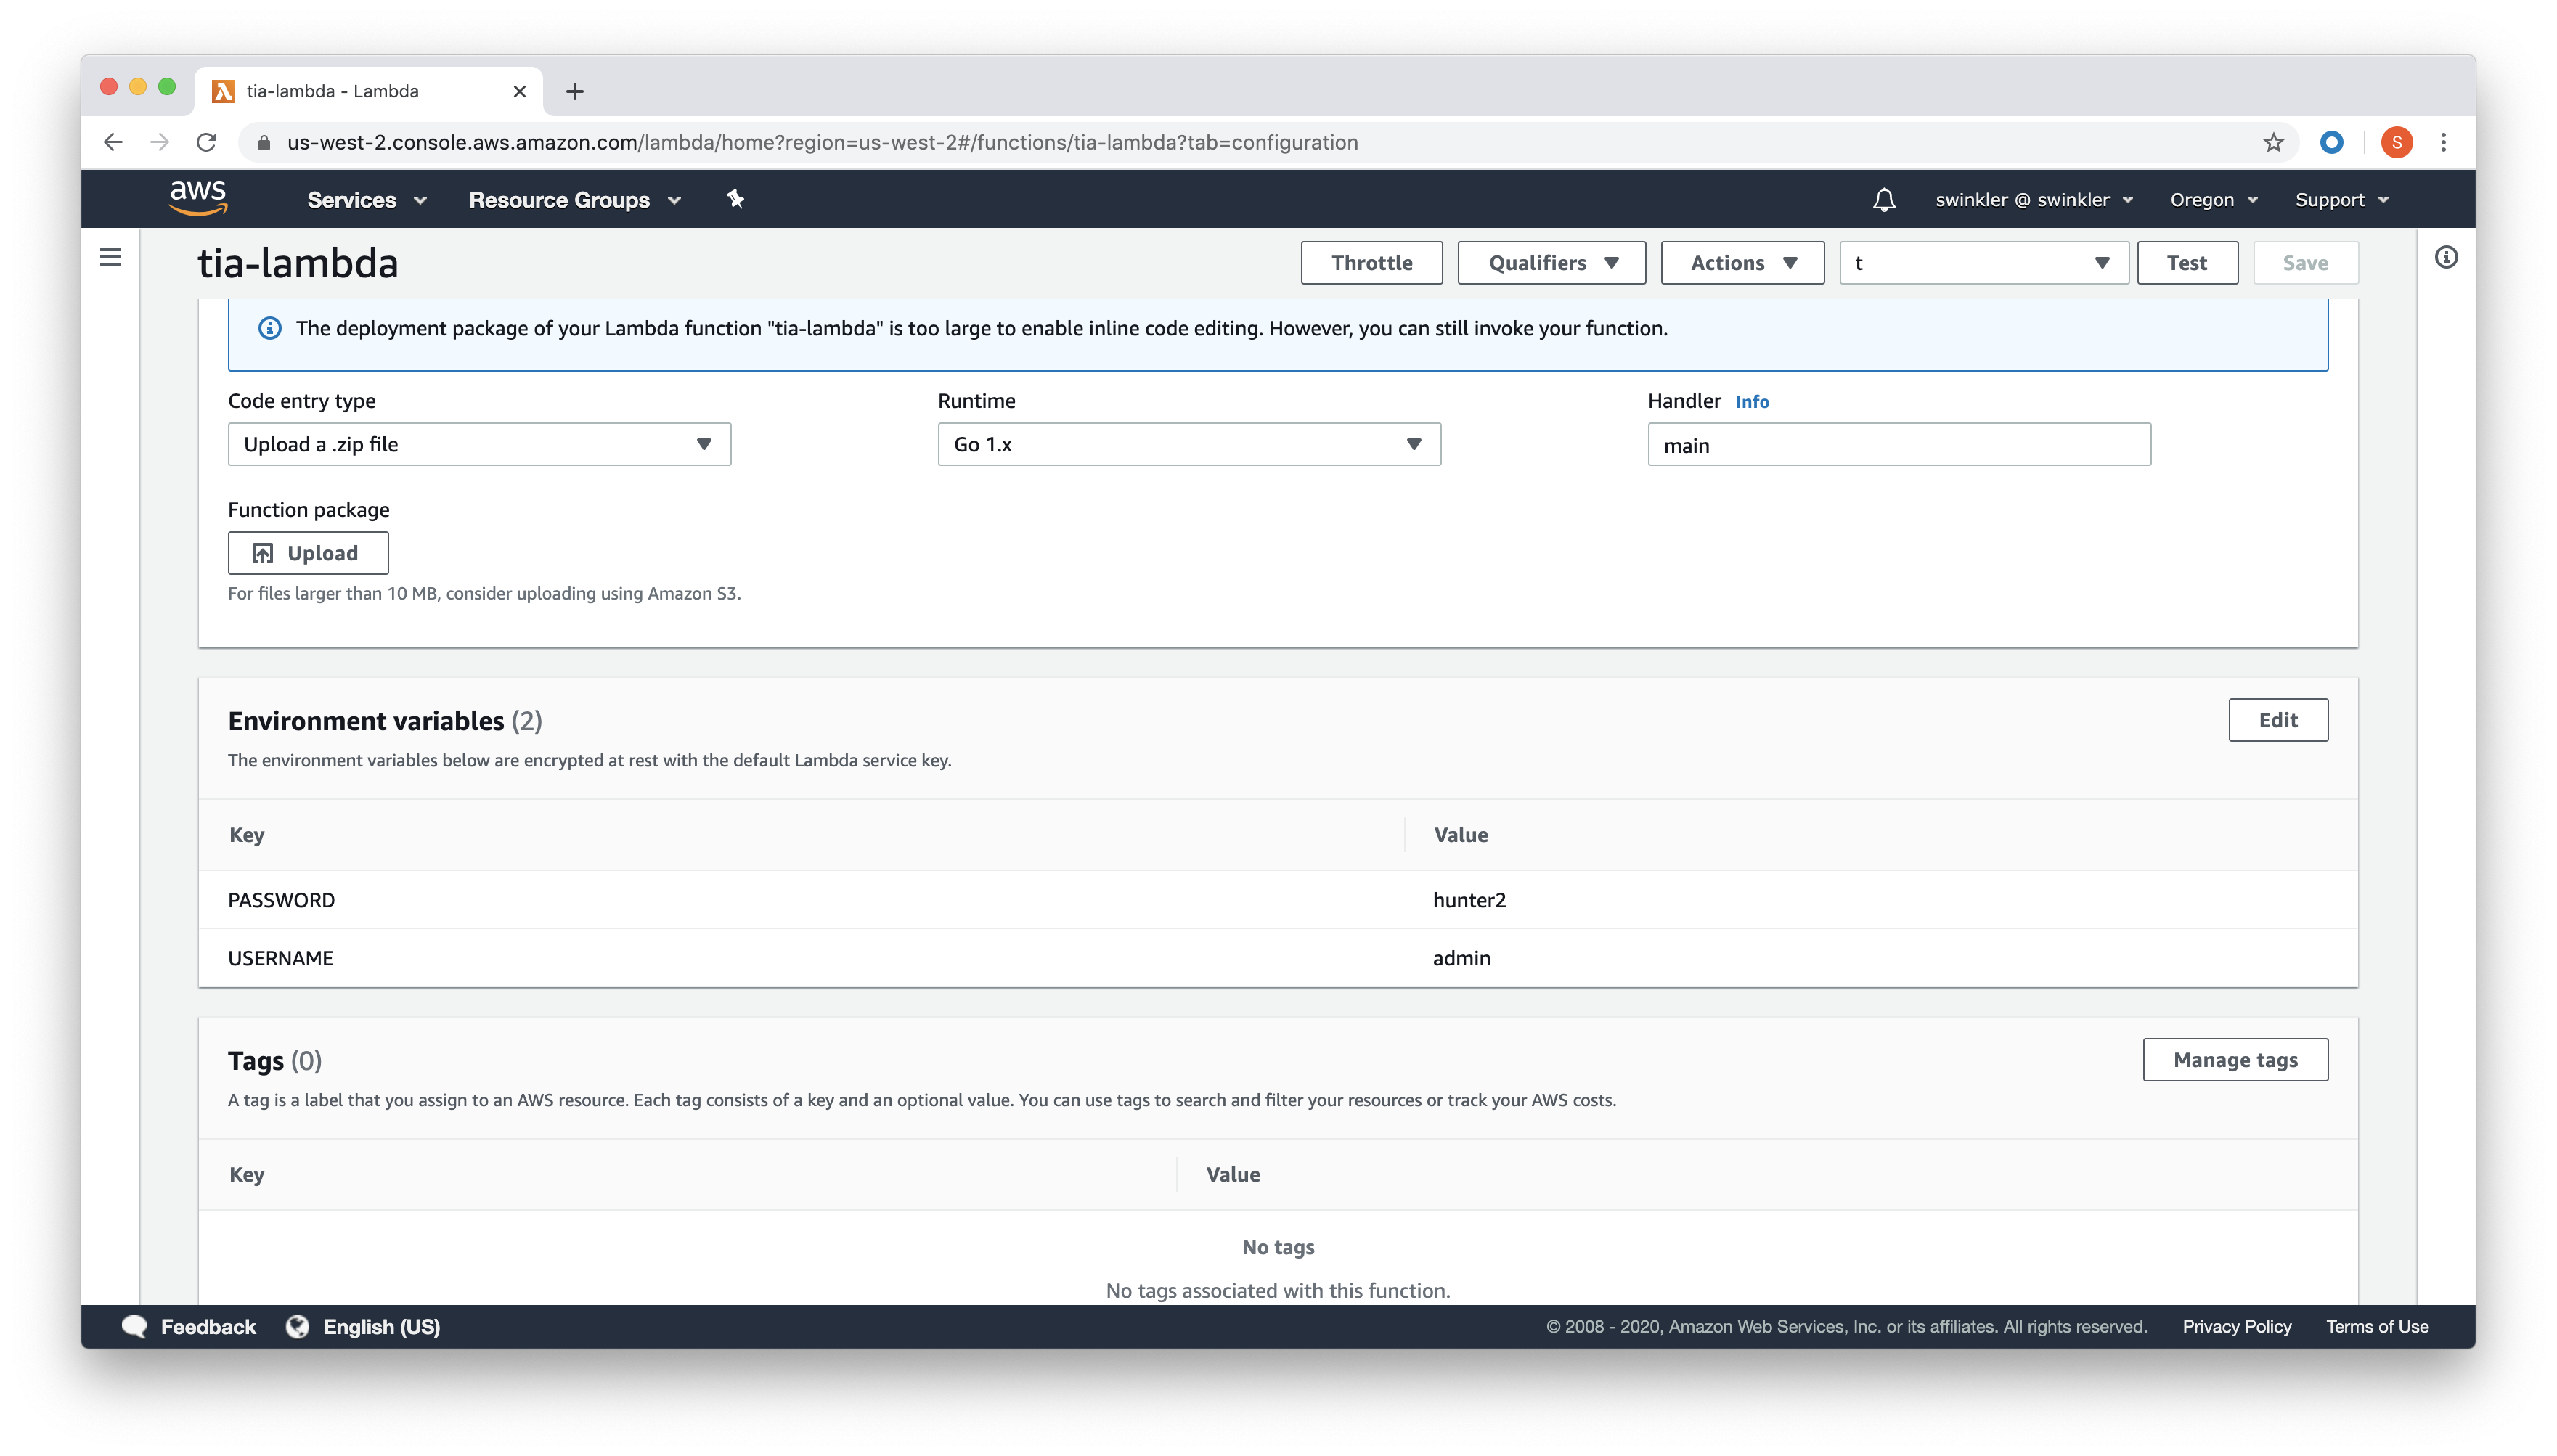 tia-lambda - Lambda
us-west-2.console.aws.amazon.com/lambda/home?region=us-west-2#/functions/tia-lambda?tab=configuration
S
aws Services Resource Groups swinkler @ swinkler Oregon Support
tia-lambda Throttle Qualifiers Actions t Test Save
The deployment package of your Lambda function "tia-lambda" is too large to enable inline code editing. However, you can still invoke your function.
Code entry type Runtime Handler Info
Upload a .zip file Go 1.x main
Function package
Upload
For files larger than 10 MB, consider uploading using Amazon S3.
Environment variables (2) Edit
The environment variables below are encrypted at rest with the default Lambda service key.
Key Value
PASSWORD hunter2
USERNAME admin
Tags (0) Manage tags
A tag is a label that you assign to an AWS resource. Each tag consists of a key and an optional value. You can use tags to search and filter your resources or track your AWS costs.
Key Value
No tags
No tags associated with this function.
Feedback English (US) © 2008 - 2020, Amazon Web Services, Inc. or its affiliates. All rights reserved. Privacy Policy Terms of Use